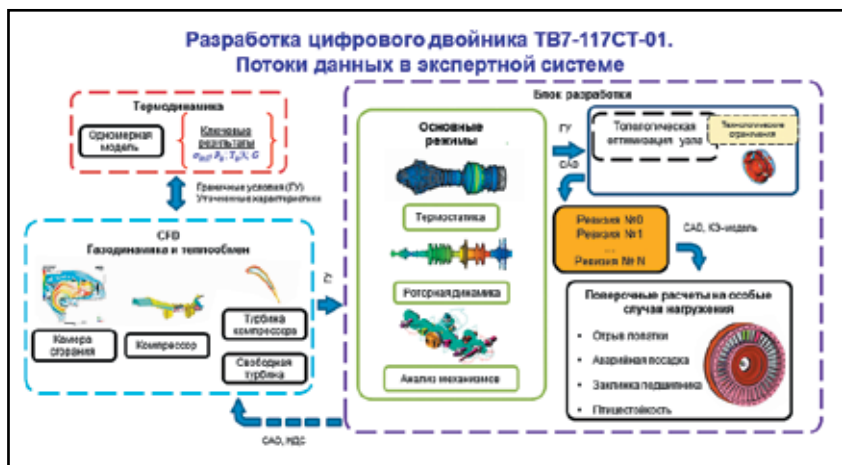 Разработка цифрового двойника ТВ7-117СТ-01.
Потоки данных в экспертной системе
Термодинамика
Одномерная
модель
Ключевые
результаты
Граничные условия (ГУ)
Уточненные характеристики
CFD
Газодинамика и теплообмен
Камера
сгорания
Компрессор
Турбина
компрессора
Свободная
турбина
ГУ
CAD, НДС
Блок разработки
Основные
режимы
Термостатика
Роторная динамика
Анализ механизмов
ГУ
CAD
Топологическая
оптимизация узла
Технологические
ограничения
Ревизия №0
Ревизия №1
...
Ревизия № N
CAD, КЭ-модель
Поверочные расчеты на особые
случаи нагружения
• Отрыв лопатки
• Аварийная посадка
• Заклинка подшипника
• Птицестойкость